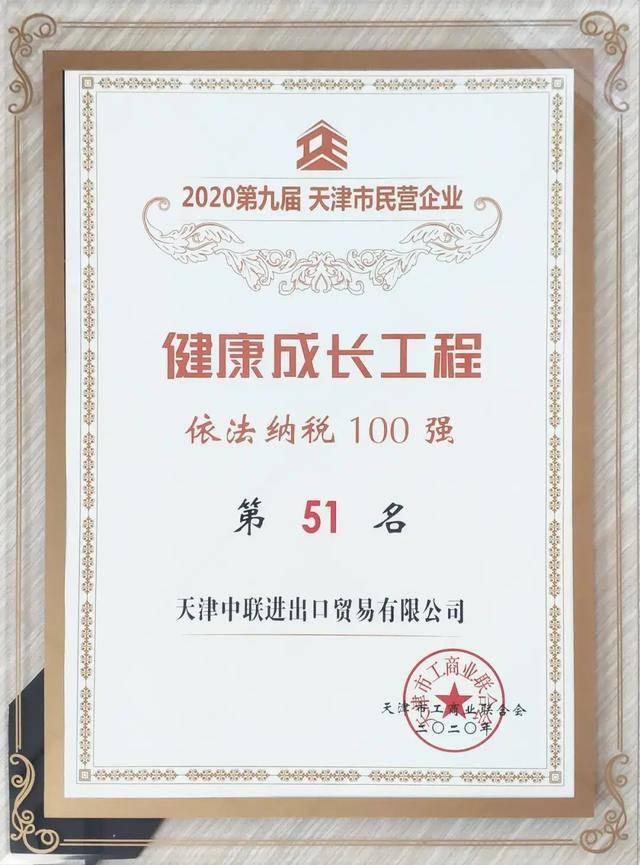 2020第九届 天津市民营企业
健康成长工程
依法纳税100强
第 51 名
天津中联进出口贸易有限公司
天津市工商业联合会
天津市工商业联合会
二〇二〇年